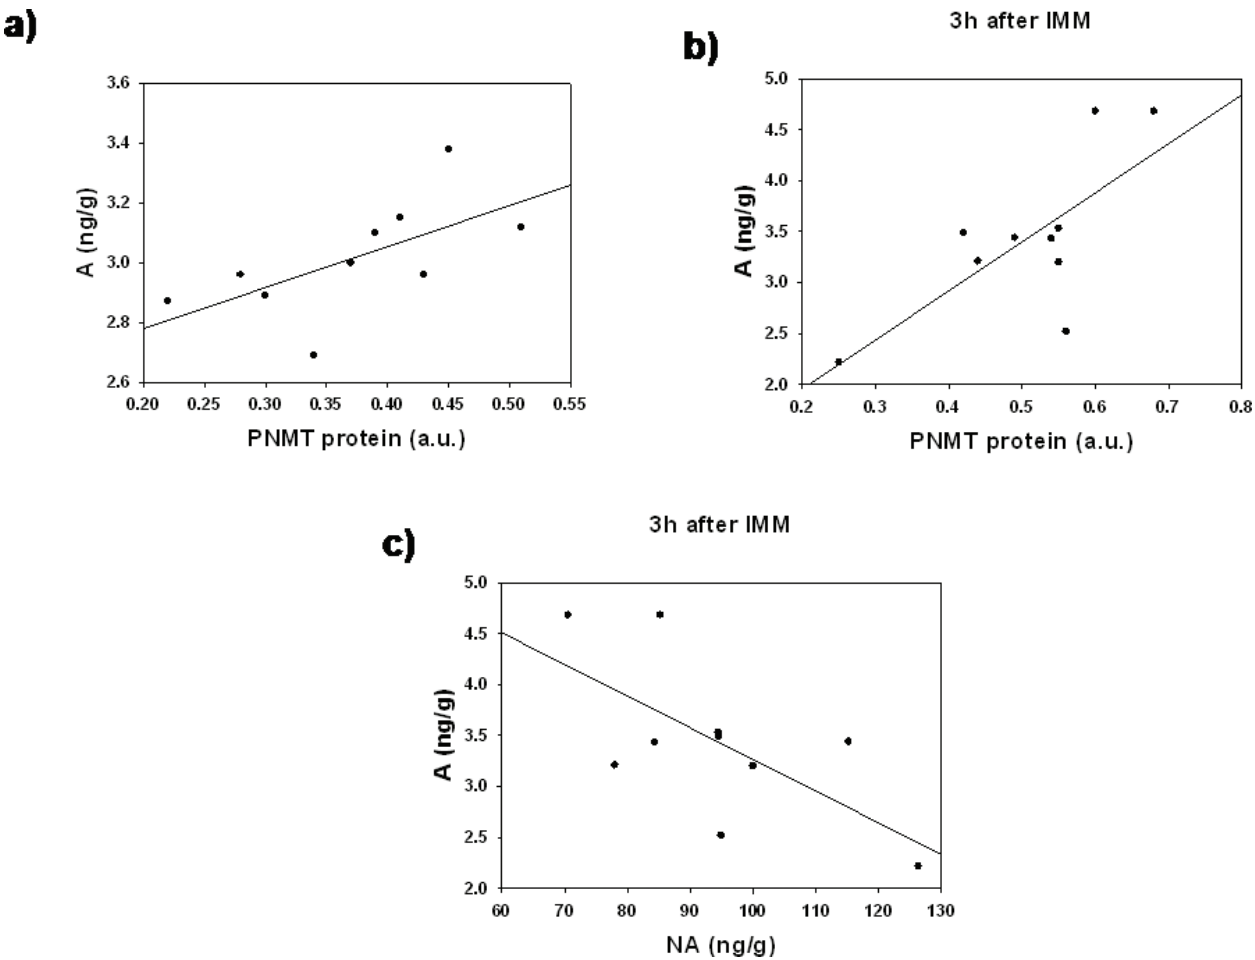 a)
3.6
3.4
3.2
3.0
2.8
2.6
A (ng/g)
0.20 0.25 0.30 0.35 0.40 0.45 0.50 0.55
PNMT protein (a.u.)
b)
3h after IMM
5.0
4.5
4.0
3.5
3.0
2.5
2.0
A (ng/g)
0.2 0.3 0.4 0.5 0.6 0.7 0.8
PNMT protein (a.u.)
c)
3h after IMM
5.0
4.5
4.0
3.5
3.0
2.5
2.0
A (ng/g)
60 70 80 90 100 110 120 130
NA (ng/g)